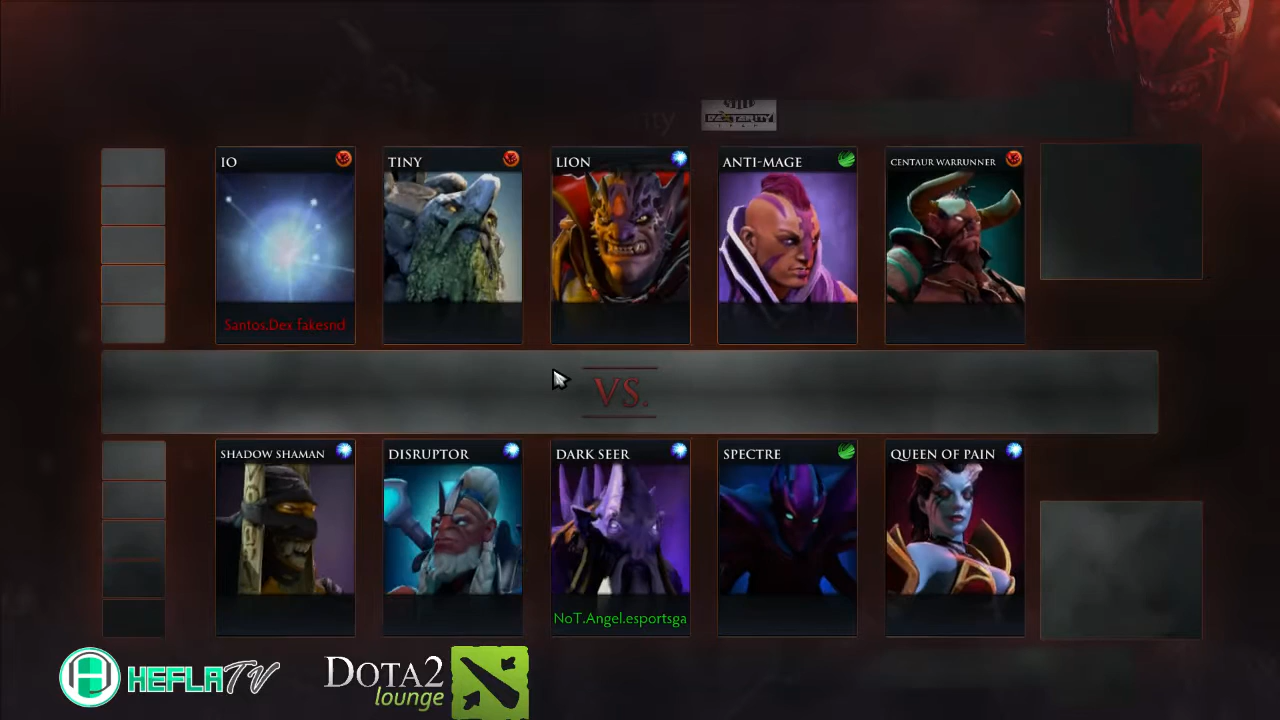 DEXTERITY
IO
TINY
LION
ANTI-MAGE
CENTAUR WARRUNNER
Santos.Dex fakesnd
VS.
SHADOW SHAMAN
DISRUPTOR
DARK SEER
SPECTRE
QUEEN OF PAIN
NoT.Angel.esportsga
HEFLATV
DOTA2
lounge